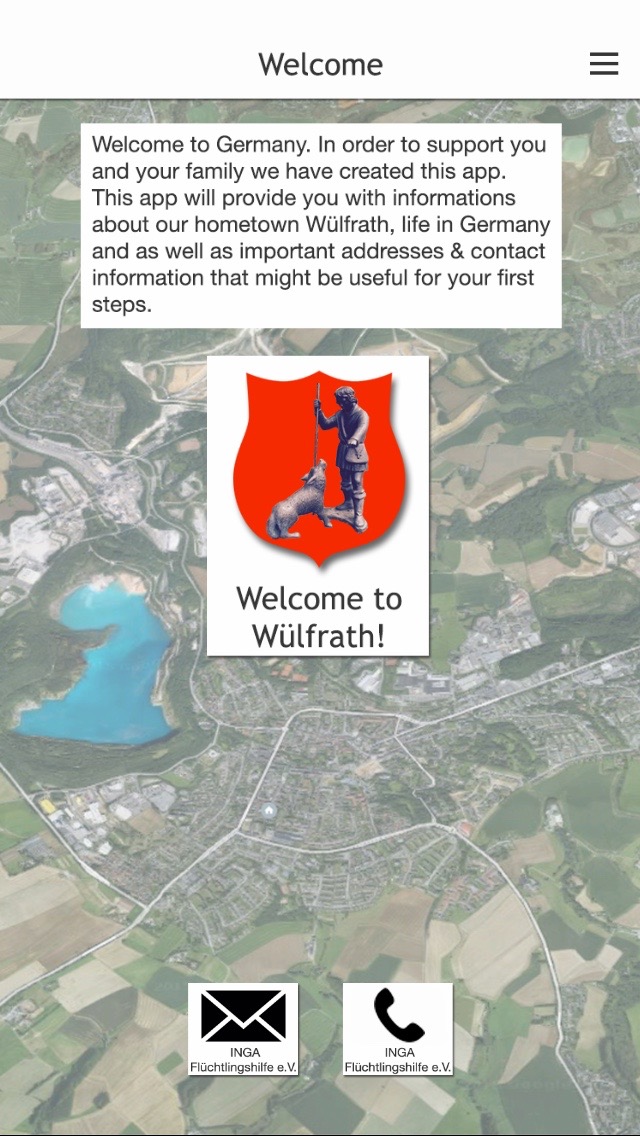 Welcome
Welcome to Germany. In order to support you
and your family we have created this app.
This app will provide you with informations
about our hometown Wülfrath, life in Germany
and as well as important addresses & contact
information that might be useful for your first
steps.
Welcome to
Wülfrath!
INGA
Flüchtlingshilfe e.V.
INGA
Flüchtlingshilfe e.V.